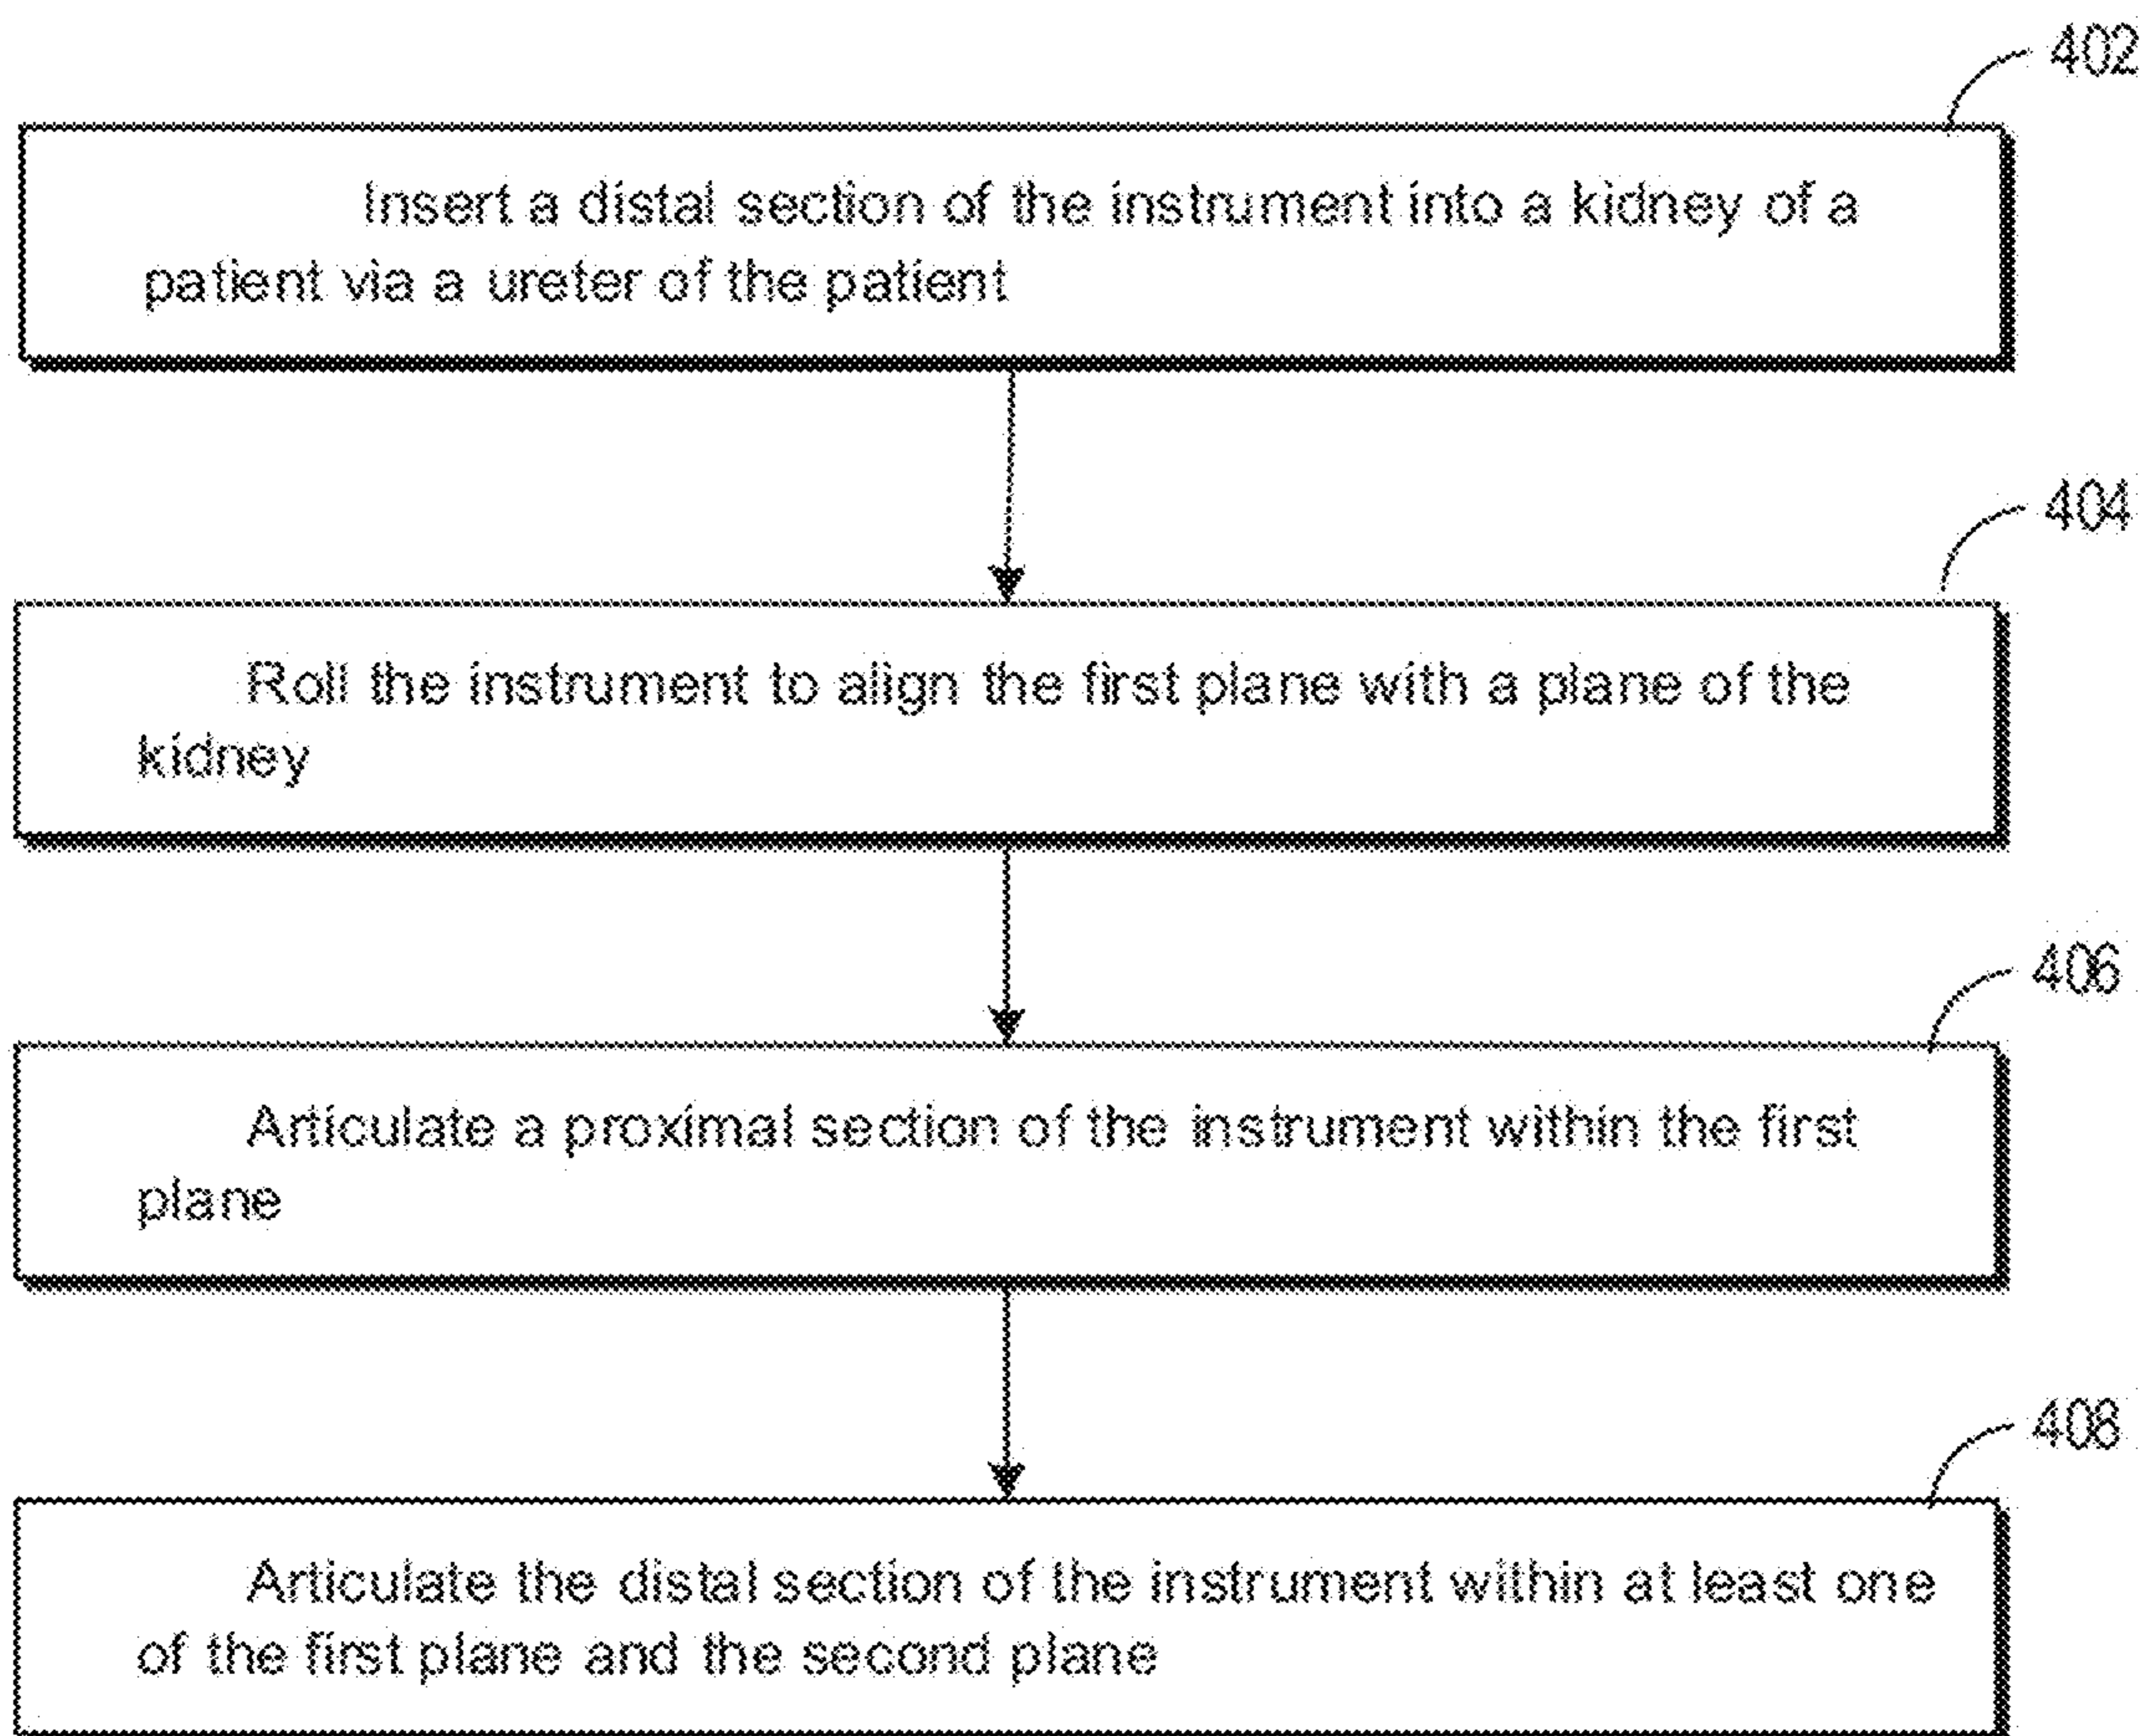 402
Insert a distal section of the instrument into a kidney of a
patient via a ureter of the patient
404
Roll the instrument to align the first plane with a plane of the
kidney
406
Articulate a proximal section of the instrument within the first
plane
408
Articulate the distal section of the instrument within at least one
of the first plane and the second plane